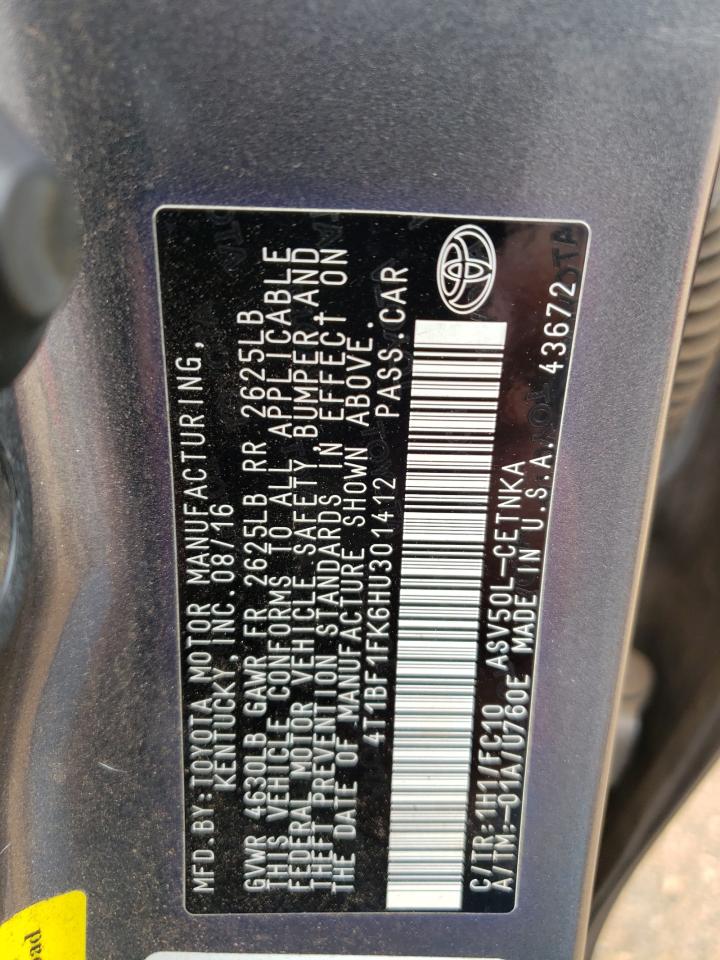 MFD.BY:TOYOTA MOTOR MANUFACTURING,
KENTUCKY,INC.08/16
GVWR 4630LB GAWR FR 2625LB RR 2625LB
THIS VEHICLE CONFORMS TO ALL APPLICABLE
FEDERAL MOTOR VEHICLE SAFETY, BUMPER,AND
THEFT PREVENTION STANDARDS IN EFFECT ON
THE DATE OF MANUFACTURE SHOWN ABOVE.
4T1BF1FK6HU301412 PASS.CAR
C/TR:1H1/FC10 ASV50L-CETNKA
A/TM:-01A/U760E MADE IN U.S.A. 43672